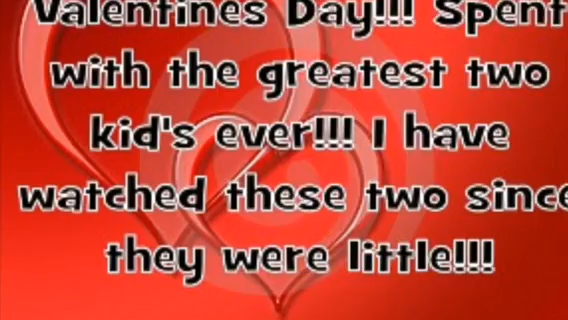 Valentines Day!!! Spent
with the greatest two
kid's ever!!! I have
watched these two since
they were little!!!